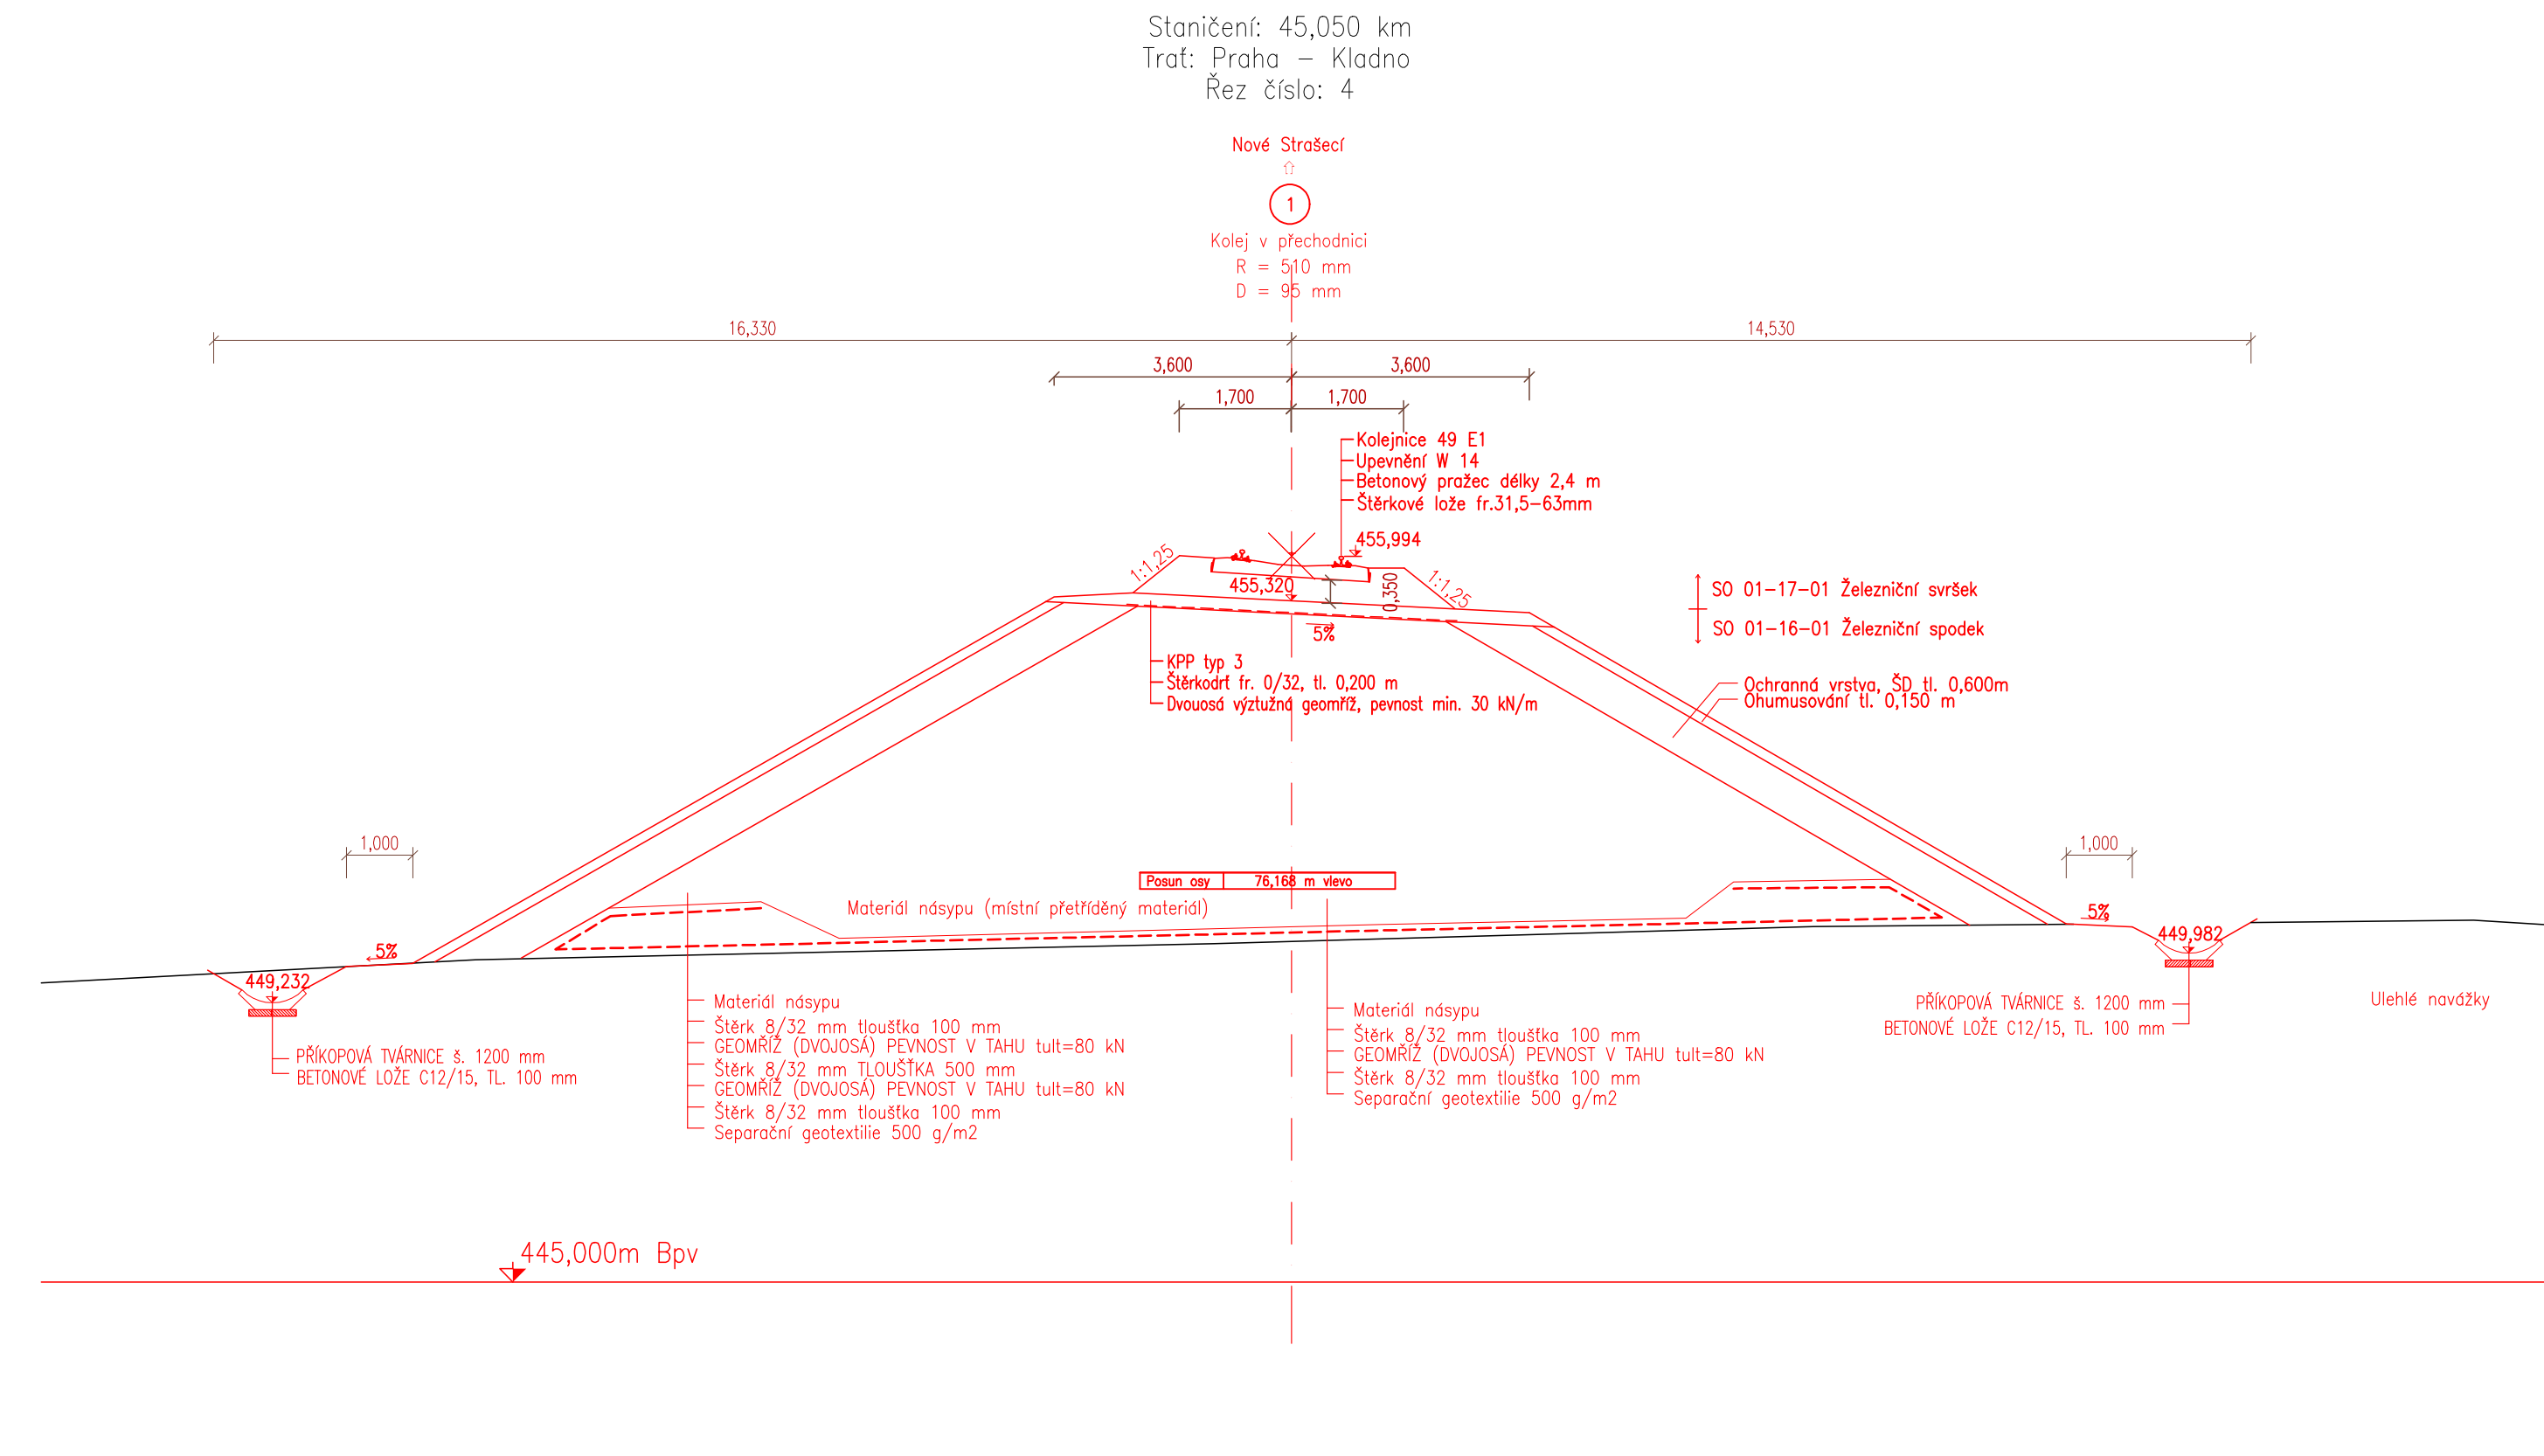 Staničení: 45,050 km
Trať: Praha – Kladno
Řez číslo: 4
Nové Strašecí
1
Kolej v přechodnici
R = 510 mm
D = 95 mm
16,330
14,530
3,600
3,600
1,700
1,700
Kolejnice 49 E1
Upevnění W 14
Betonový pražec délky 2,4 m
Štěrkové lože fr.31,5–63mm
455,994
1:1,25
1:1,25
455,320
0,350
5%
SO 01–17–01 Železniční svršek
SO 01–16–01 Železniční spodek
KPP typ 3
Štěrkodrť fr. 0/32, tl. 0,200 m
Dvouosá výztužná geomříž, pevnost min. 30 kN/m
Ochranná vrstva, ŠD tl. 0,600m
Ohumusování tl. 0,150 m
1,000
1,000
Posun osy 76,168 m vlevo
Materiál násypu (místní přetříděný materiál)
5%
5%
449,232
449,982
PŘÍKOPOVÁ TVÁRNICE š. 1200 mm
BETONOVÉ LOŽE C12/15, TL. 100 mm
Materiál násypu
Štěrk 8/32 mm tloušťka 100 mm
GEOMŘÍŽ (DVOJOSÁ) PEVNOST V TAHU tult=80 kN
Štěrk 8/32 mm TLOUŠŤKA 500 mm
GEOMŘÍŽ (DVOJOSÁ) PEVNOST V TAHU tult=80 kN
Štěrk 8/32 mm tloušťka 100 mm
Separační geotextilie 500 g/m2
Materiál násypu
Štěrk 8/32 mm tloušťka 100 mm
GEOMŘÍŽ (DVOJOSÁ) PEVNOST V TAHU tult=80 kN
Štěrk 8/32 mm tloušťka 100 mm
Separační geotextilie 500 g/m2
PŘÍKOPOVÁ TVÁRNICE š. 1200 mm
BETONOVÉ LOŽE C12/15, TL. 100 mm
Ulehlé navážky
445,000m Bpv